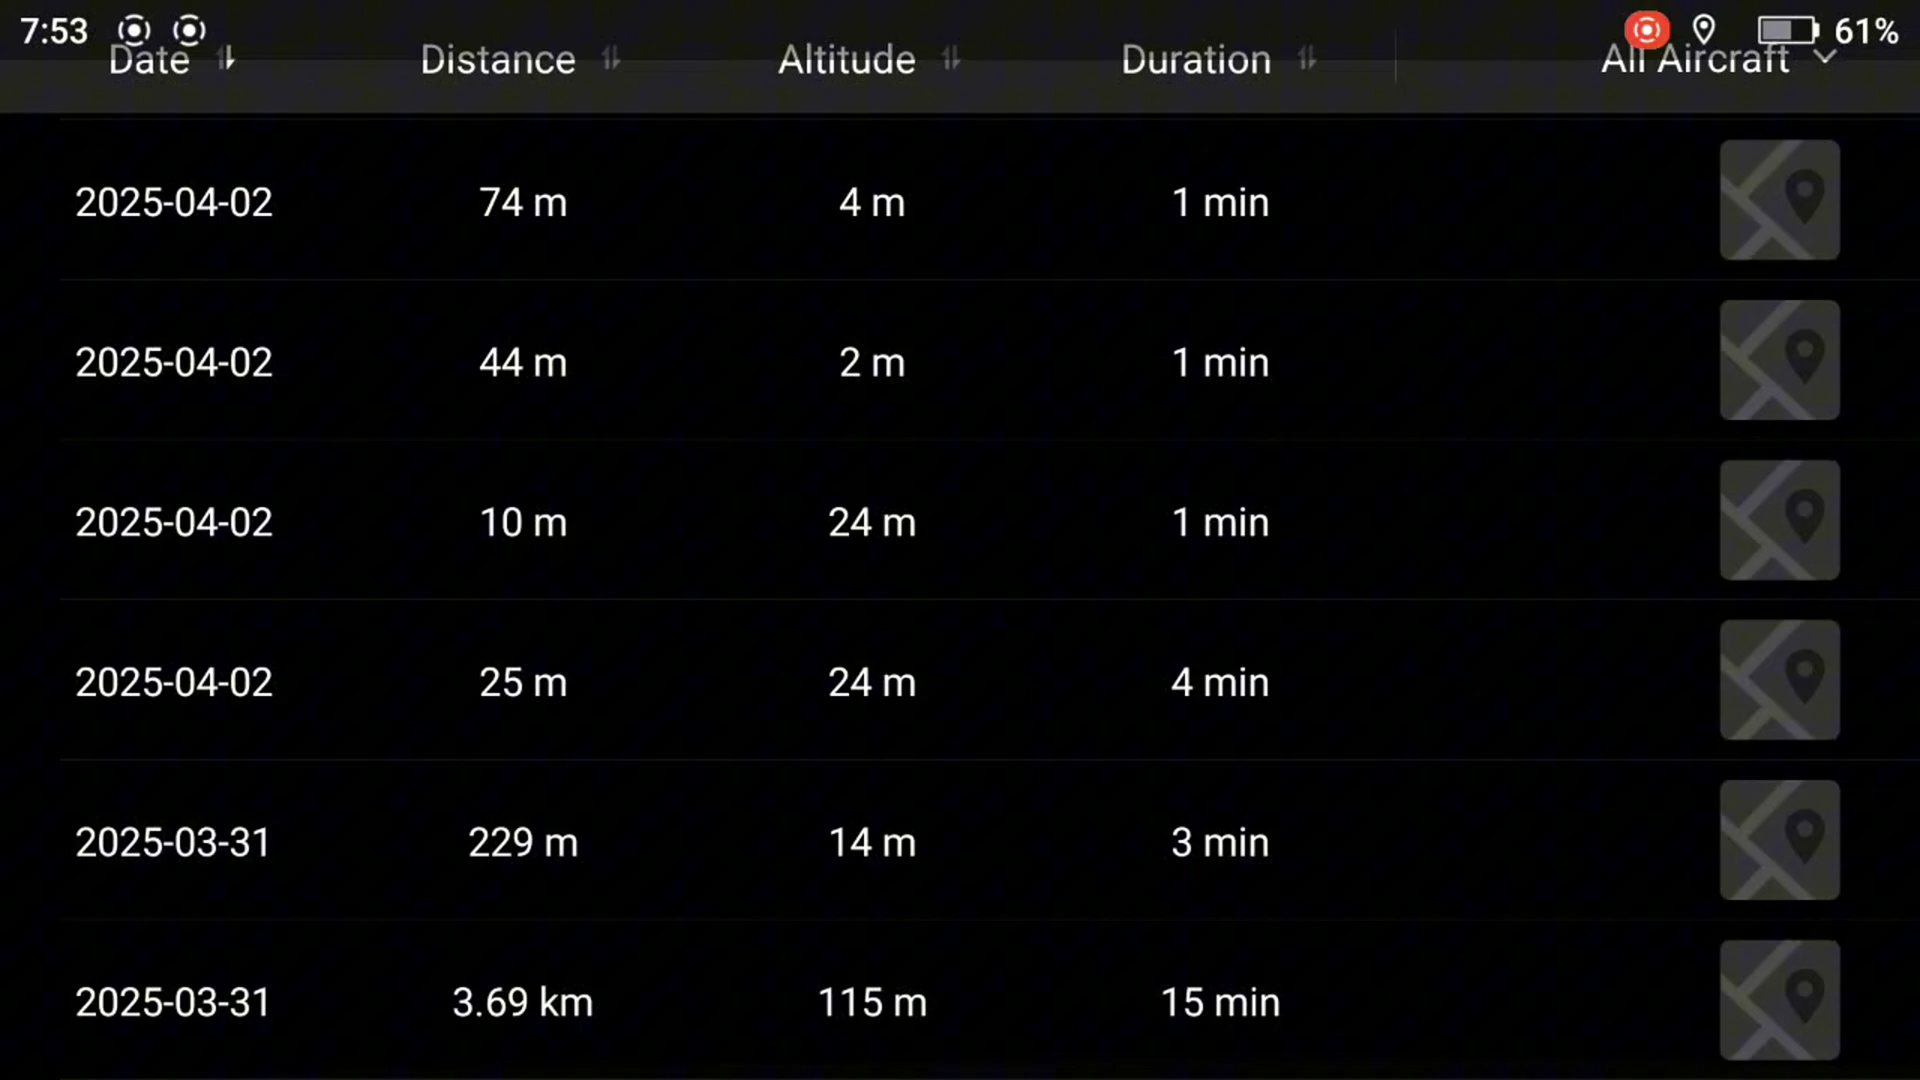 7:53 61%
Date Distance Altitude Duration All Aircraft
2025-04-02 74 m 4 m 1 min
2025-04-02 44 m 2 m 1 min
2025-04-02 10 m 24 m 1 min
2025-04-02 25 m 24 m 4 min
2025-03-31 229 m 14 m 3 min
2025-03-31 3.69 km 115 m 15 min